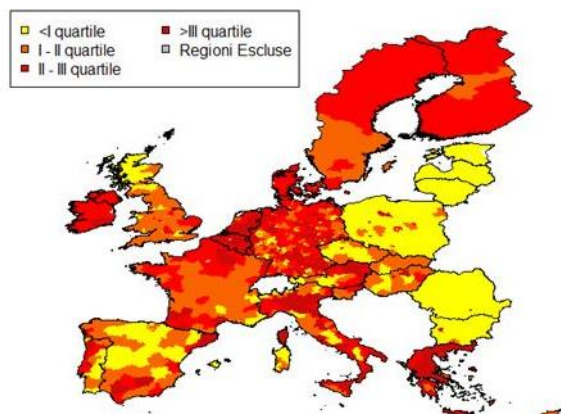 <I quartile
I - II quartile
II - III quartile
>III quartile
Regioni Escluse